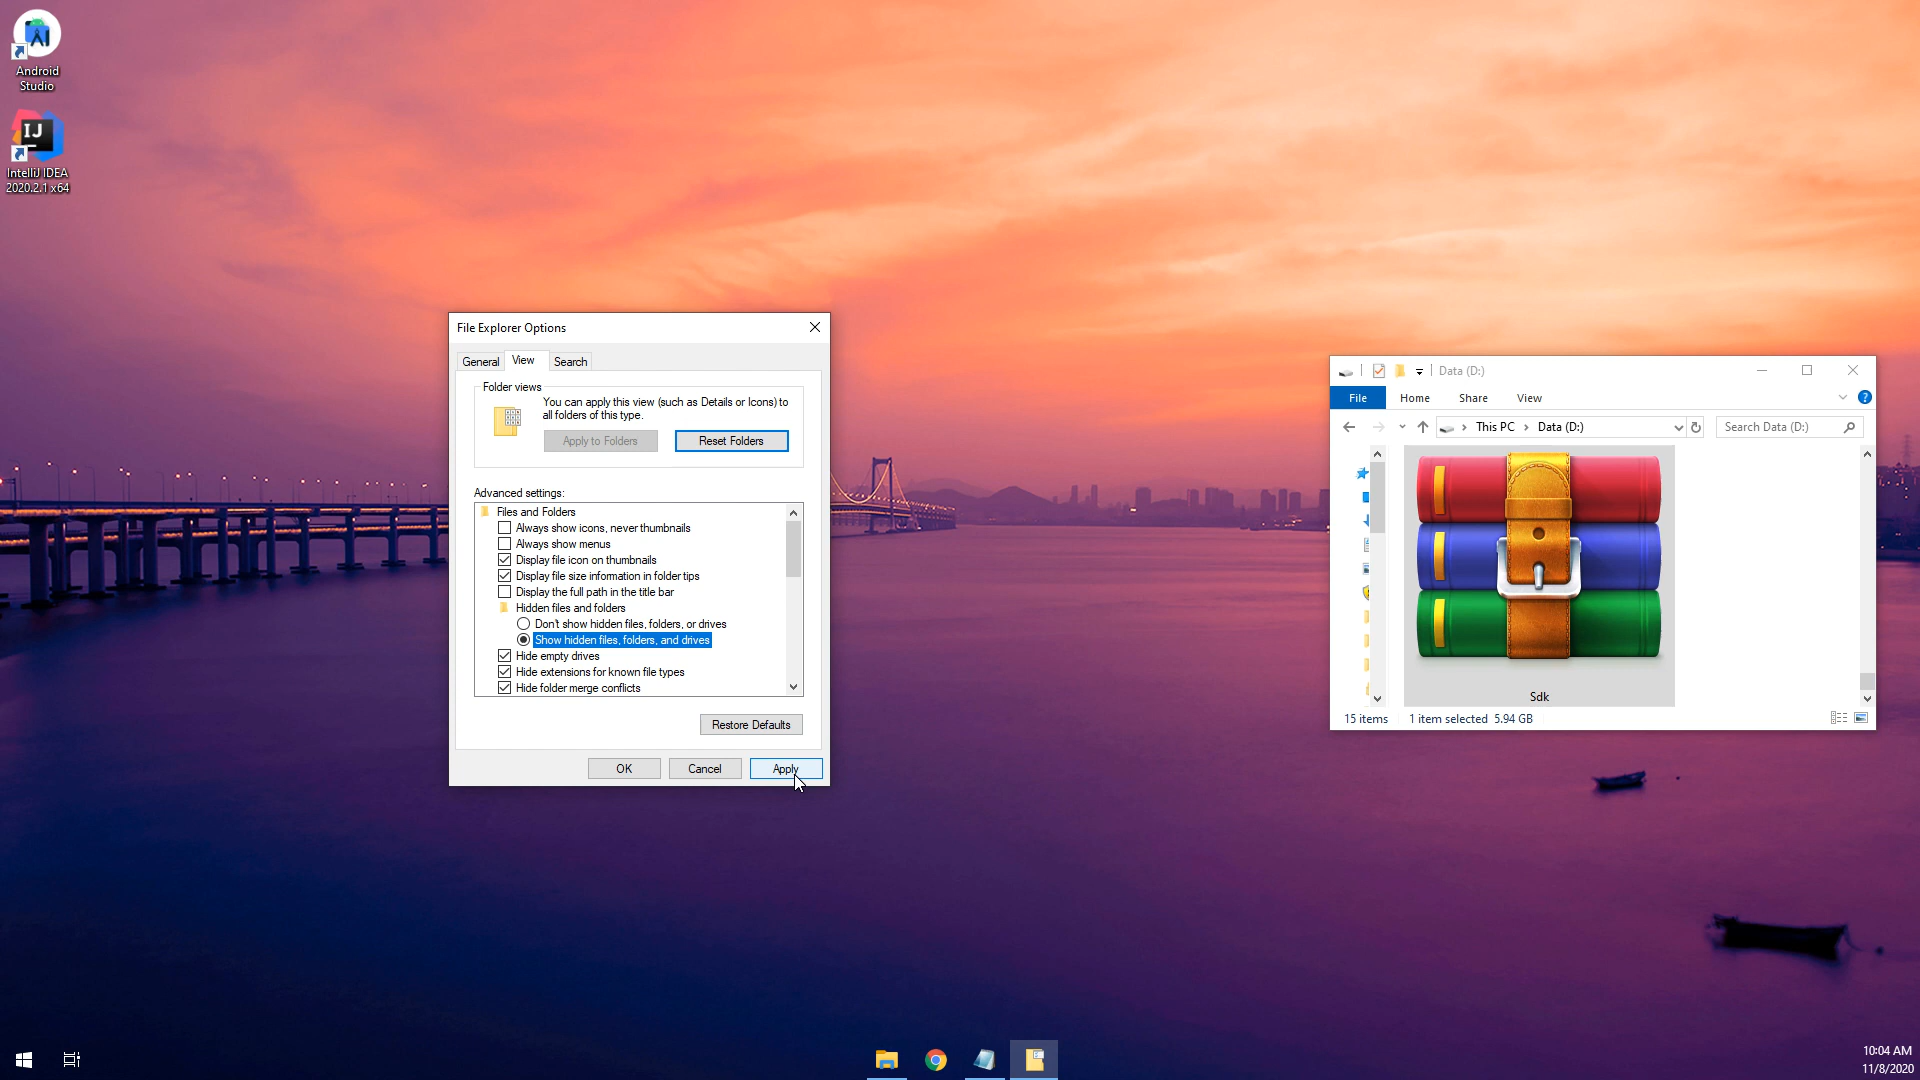 Android
Studio
IJ
IntelliJ IDEA
2020.2.1 x64
File Explorer Options
General
View
Search
Folder views
You can apply this view (such as Details or Icons) to
all folders of this type.
Apply to Folders
Reset Folders
Advanced settings:
Files and Folders
Always show icons, never thumbnails
Always show menus
Display file icon on thumbnails
Display file size information in folder tips
Display the full path in the title bar
Hidden files and folders
Don't show hidden files, folders, or drives
Show hidden files, folders, and drives
Hide empty drives
Hide extensions for known file types
Hide folder merge conflicts
Restore Defaults
OK
Cancel
Apply
Data (D:)
File
Home
Share
View
?
This PC
Data (D:)
Search Data (D:)
Sdk
15 items
1 item selected 5.94 GB
10:04 AM
11/8/2020